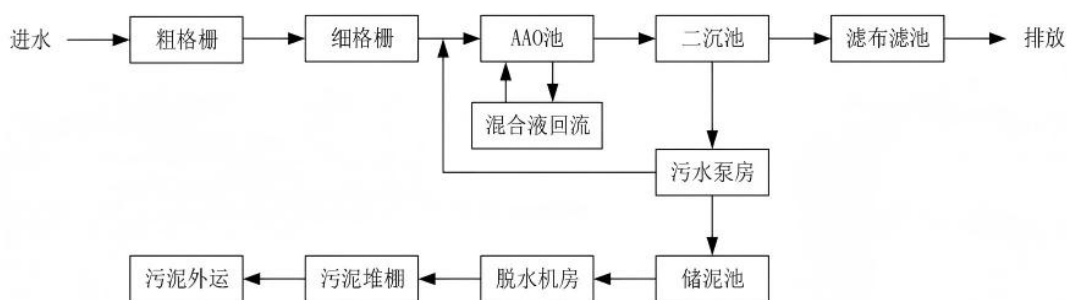 进水
粗格栅
细格栅
AAO池
二沉池
滤布滤池
排放
混合液回流
污水泵房
污泥外运
污泥堆棚
脱水机房
储泥池